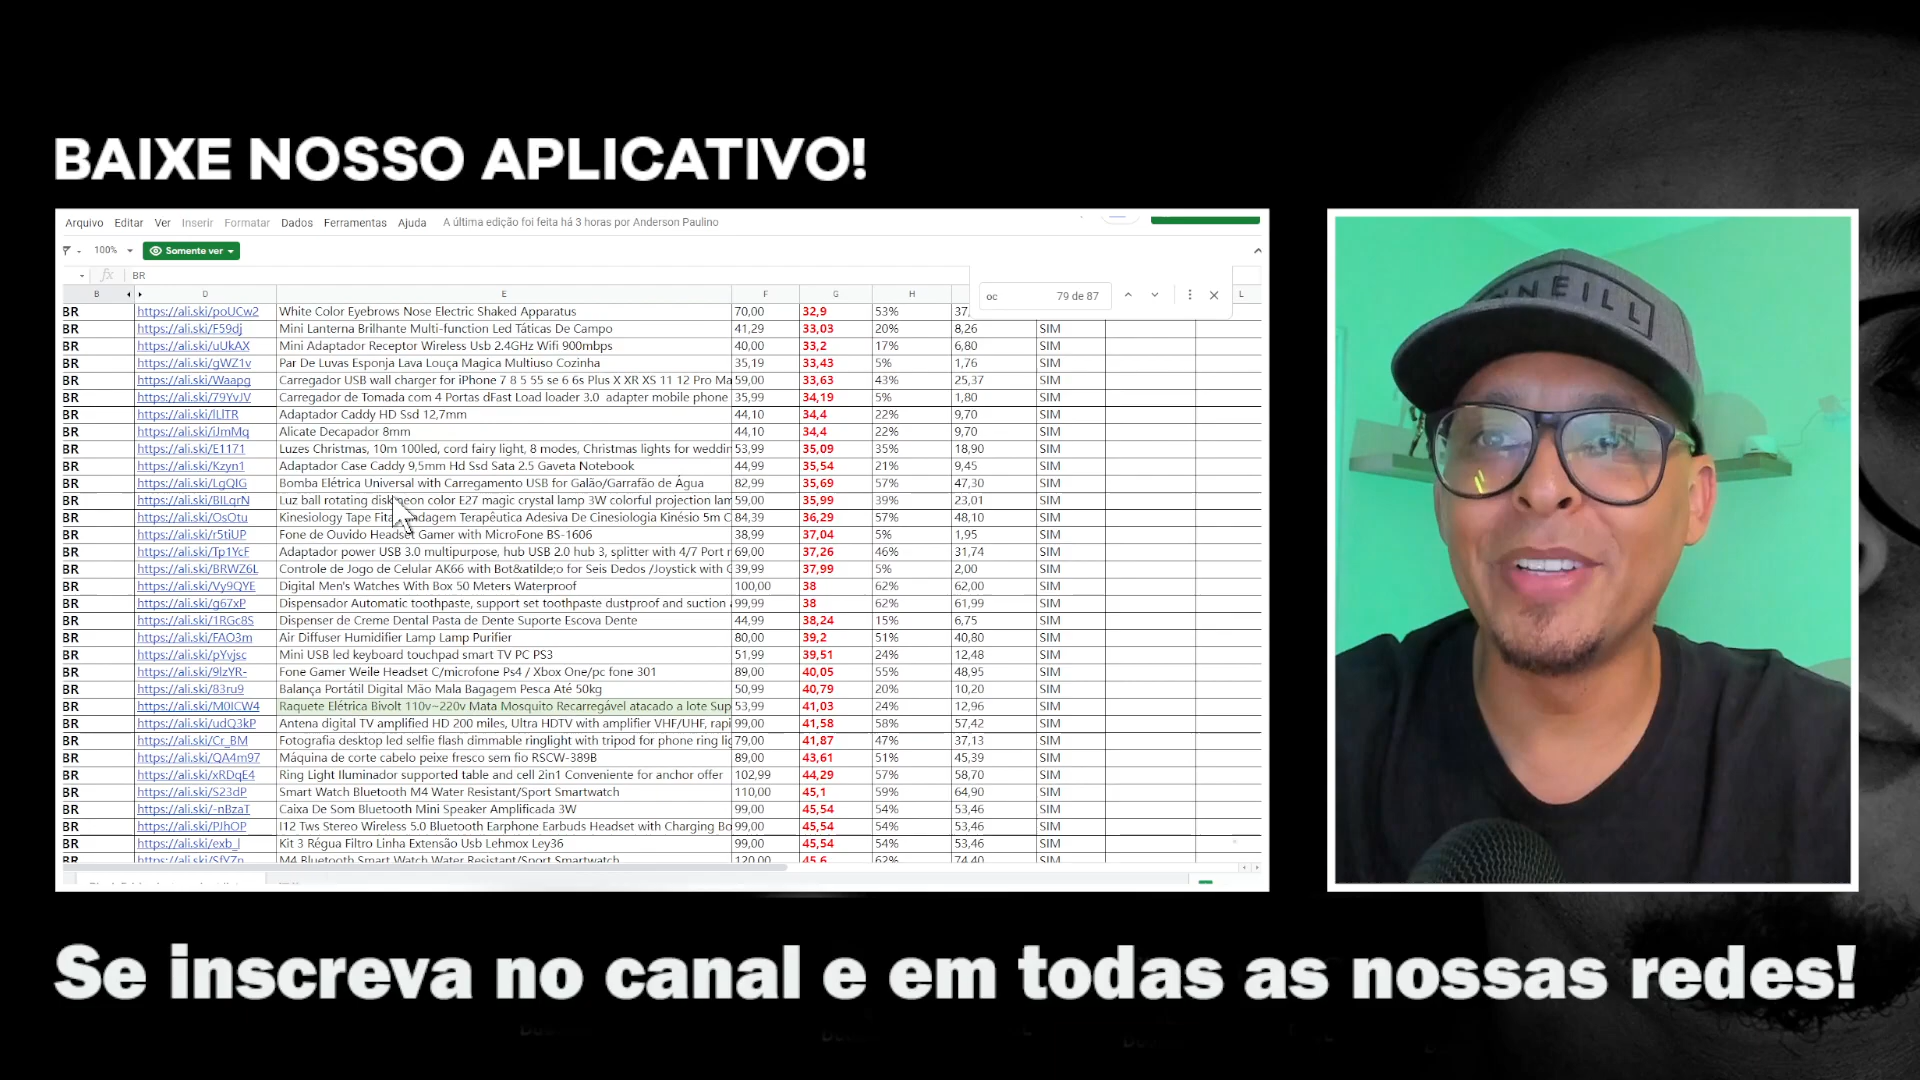 BAIXE NOSSO APLICATIVO!
Arquivo Editar Ver Inserir Formatar Dados Ferramentas Ajuda A última edição foi feita há 3 horas por Anderson Paulino
100% Somente ver
fx BR
oc 79 de 87
B D E F G H L
BR https://ali.ski/poUCw2 White Color Eyebrows Nose Electric Shaked Apparatus 70,00 32,9 53% 37,
BR https://ali.ski/F59dj Mini Lanterna Brilhante Multi-function Led Táticas De Campo 41,29 33,03 20% 8,26 SIM
BR https://ali.ski/uUkAX Mini Adaptador Receptor Wireless Usb 2.4GHz Wifi 900mbps 40,00 33,2 17% 6,80 SIM
BR https://ali.ski/gWZ1v Par De Luvas Esponja Lava Louça Magica Multiuso Cozinha 35,19 33,43 5% 1,76 SIM
BR https://ali.ski/Waapg Carregador USB wall charger for iPhone 7 8 5 55 se 6 6s Plus X XR XS 11 12 Pro Ma 59,00 33,63 43% 25,37 SIM
BR https://ali.ski/79YvJV Carregador de Tomada com 4 Portas dFast Load loader 3.0 adapter mobile phone 35,99 34,19 5% 1,80 SIM
BR https://ali.ski/lLlTR Adaptador Caddy HD Ssd 12,7mm 44,10 34,4 22% 9,70 SIM
BR https://ali.ski/iJmMq Alicate Decapador 8mm 44,10 34,4 22% 9,70 SIM
BR https://ali.ski/E1171 Luzes Christmas, 10m 100led, cord fairy light, 8 modes, Christmas lights for weddin 53,99 35,09 35% 18,90 SIM
BR https://ali.ski/Kzyn1 Adaptador Case Caddy 9,5mm Hd Ssd Sata 2.5 Gaveta Notebook 44,99 35,54 21% 9,45 SIM
BR https://ali.ski/LgQIG Bomba Elétrica Universal with Carregamento USB for Galão/Garrafão de Água 82,99 35,69 57% 47,30 SIM
BR https://ali.ski/BILqrN Luz ball rotating disk neon color E27 magic crystal lamp 3W colorful projection lam 59,00 35,99 39% 23,01 SIM
BR https://ali.ski/OsOtu Kinesiology Tape Fita ndagem Terapêutica Adesiva De Cinesiologia Kinésio 5m C 84,39 36,29 57% 48,10 SIM
BR https://ali.ski/r5tiUP Fone de Ouvido Headset Gamer with MicroFone BS-1606 38,99 37,04 5% 1,95 SIM
BR https://ali.ski/Tp1YcF Adaptador power USB 3.0 multipurpose, hub USB 2.0 hub 3, splitter with 4/7 Port r 69,00 37,26 46% 31,74 SIM
BR https://ali.ski/BRWZ6L Controle de Jogo de Celular AK66 with Bot&atilde;o for Seis Dedos /Joystick with C 39,99 37,99 5% 2,00 SIM
BR https://ali.ski/Vy9QYE Digital Men's Watches With Box 50 Meters Waterproof 100,00 38 62% 62,00 SIM
BR https://ali.ski/g67xP Dispensador Automatic toothpaste, support set toothpaste dustproof and suction 99,99 38 62% 61,99 SIM
BR https://ali.ski/1RGc8S Dispenser de Creme Dental Pasta de Dente Suporte Escova Dente 44,99 38,24 15% 6,75 SIM
BR https://ali.ski/FAO3m Air Diffuser Humidifier Lamp Lamp Purifier 80,00 39,2 51% 40,80 SIM
BR https://ali.ski/pYvjsc Mini USB led keyboard touchpad smart TV PC PS3 51,99 39,51 24% 12,48 SIM
BR https://ali.ski/9lzYR- Fone Gamer Weile Headset C/microfone Ps4 / Xbox One/pc fone 301 89,00 40,05 55% 48,95 SIM
BR https://ali.ski/83ru9 Balança Portátil Digital Mão Mala Bagagem Pesca Até 50kg 50,99 40,79 20% 10,20 SIM
BR https://ali.ski/M0ICW4 Raquete Elétrica Bivolt 110v~220v Mata Mosquito Recarregável atacado a lote Sup 53,99 41,03 24% 12,96 SIM
BR https://ali.ski/udQ3kP Antena digital TV amplified HD 200 miles, Ultra HDTV with amplifier VHF/UHF, rapi 99,00 41,58 58% 57,42 SIM
BR https://ali.ski/Cr_BM Fotografia desktop led selfie flash dimmable ringlight with tripod for phone ring lig 79,00 41,87 47% 37,13 SIM
BR https://ali.ski/QA4m97 Máquina de corte cabelo peixe fresco sem fio RSCW-389B 89,00 43,61 51% 45,39 SIM
BR https://ali.ski/xRDqE4 Ring Light Iluminador supported table and cell 2in1 Conveniente for anchor offer 102,99 44,29 57% 58,70 SIM
BR https://ali.ski/S23dP Smart Watch Bluetooth M4 Water Resistant/Sport Smartwatch 110,00 45,1 59% 64,90 SIM
BR https://ali.ski/-nBzaT Caixa De Som Bluetooth Mini Speaker Amplificada 3W 99,00 45,54 54% 53,46 SIM
BR https://ali.ski/PJhOP I12 Tws Stereo Wireless 5.0 Bluetooth Earphone Earbuds Headset with Charging Bo 99,00 45,54 54% 53,46 SIM
BR https://ali.ski/exb_l Kit 3 Régua Filtro Linha Extensão Usb Lehmox Ley36 99,00 45,54 54% 53,46 SIM
BR https://ali.ski/SfYZn M4 Bluetooth Smart Watch Water Resistant/Sport Smartwatch 120,00 45,6 62% 74,40 SIM
O'NEILL
Se inscreva no canal e em todas as nossas redes!